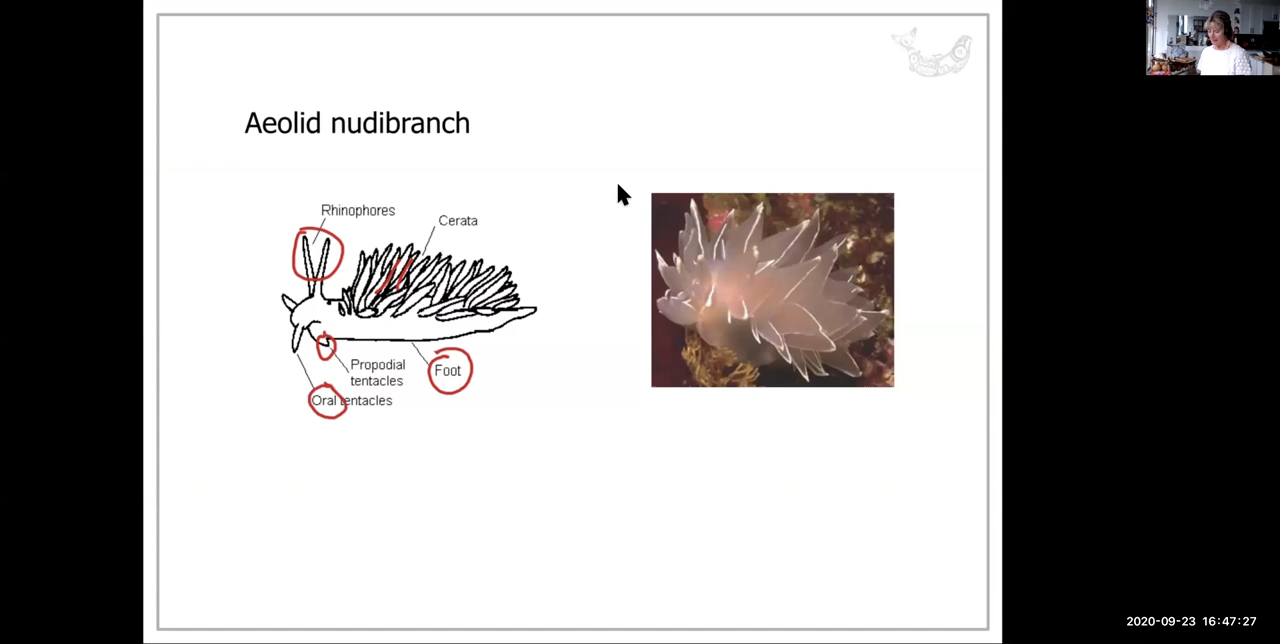 Aeolid nudibranch
Rhinophores
Cerata
Propodial
tentacles
Foot
Oral tentacles
2020-09-23 16:47:27